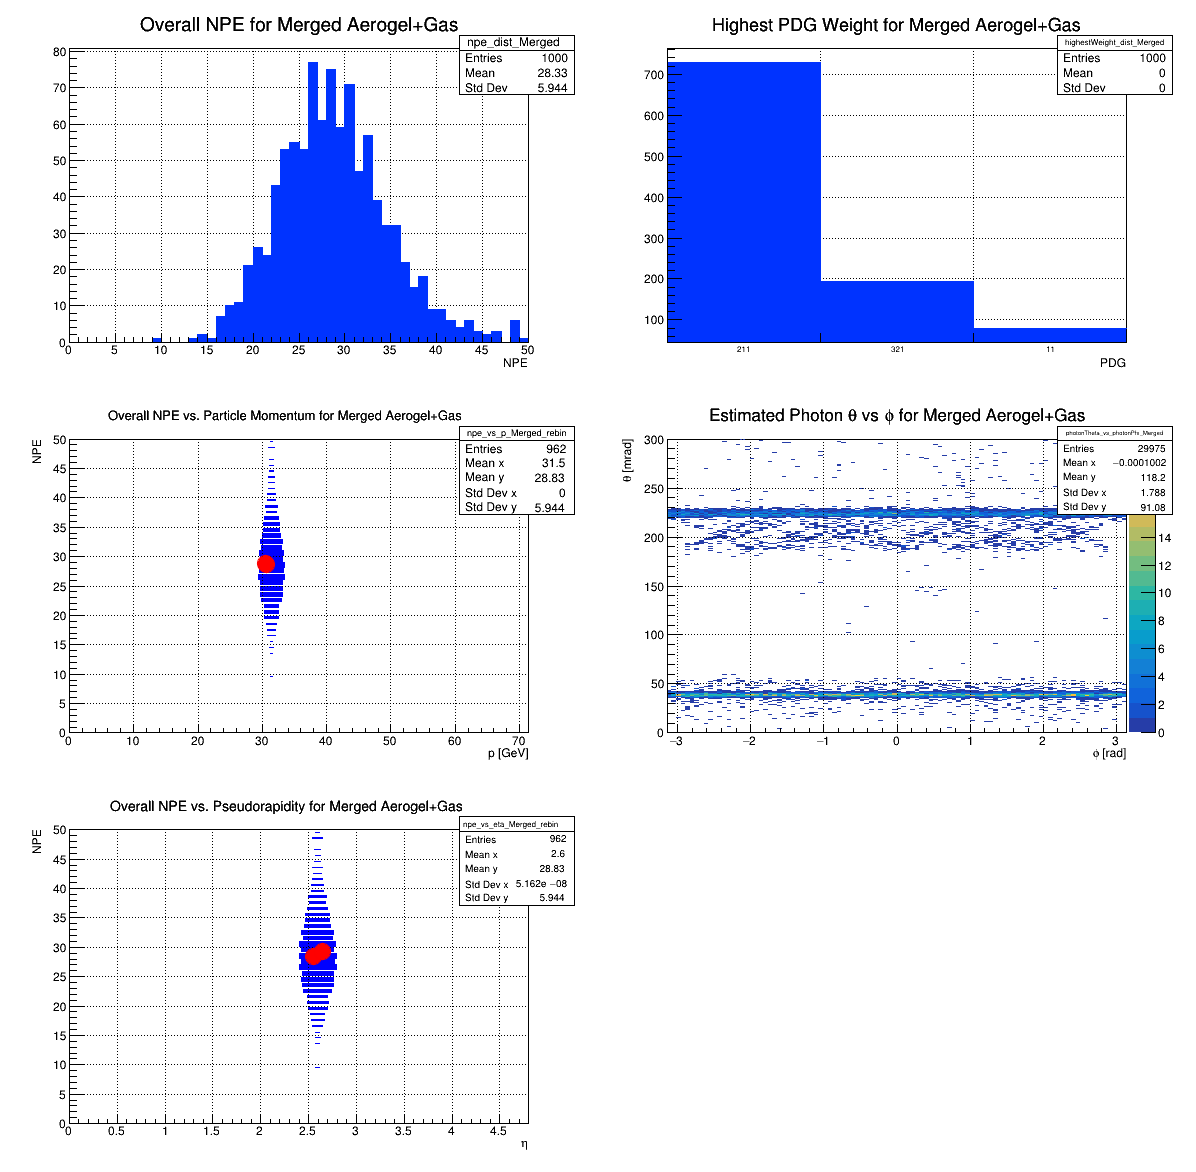 Overall NPE for Merged Aerogel+Gas
npe_dist_Merged
Entries 1000
Mean 28.33
Std Dev 5.944
80
70
60
50
40
30
20
10
0
0 5 10 15 20 25 30 35 40 45 50
NPE
Highest PDG Weight for Merged Aerogel+Gas
highestWeight_dist_Merged
Entries 1000
Mean 0
Std Dev 0
700
600
500
400
300
200
100
211 321 11
PDG
Overall NPE vs. Particle Momentum for Merged Aerogel+Gas
NPE
npe_vs_p_Merged_rebin
Entries 962
Mean x 31.5
Mean y 28.83
Std Dev x 0
Std Dev y 5.944
50
45
40
35
30
25
20
15
10
5
0
0 10 20 30 40 50 60 70
p [GeV]
Estimated Photon θ vs ϕ for Merged Aerogel+Gas
θ [mrad]
photonTheta_vs_photonPhi_Merged
Entries 29975
Mean x −0.0001002
Mean y 118.2
Std Dev x 1.788
Std Dev y 91.08
300
250
200
150
100
50
0
−3 −2 −1 0 1 2 3
ϕ [rad]
14
12
10
8
6
4
2
0
Overall NPE vs. Pseudorapidity for Merged Aerogel+Gas
NPE
npe_vs_eta_Merged_rebin
Entries 962
Mean x 2.6
Mean y 28.83
Std Dev x 5.162e −08
Std Dev y 5.944
50
45
40
35
30
25
20
15
10
5
0
0 0.5 1 1.5 2 2.5 3 3.5 4 4.5
η